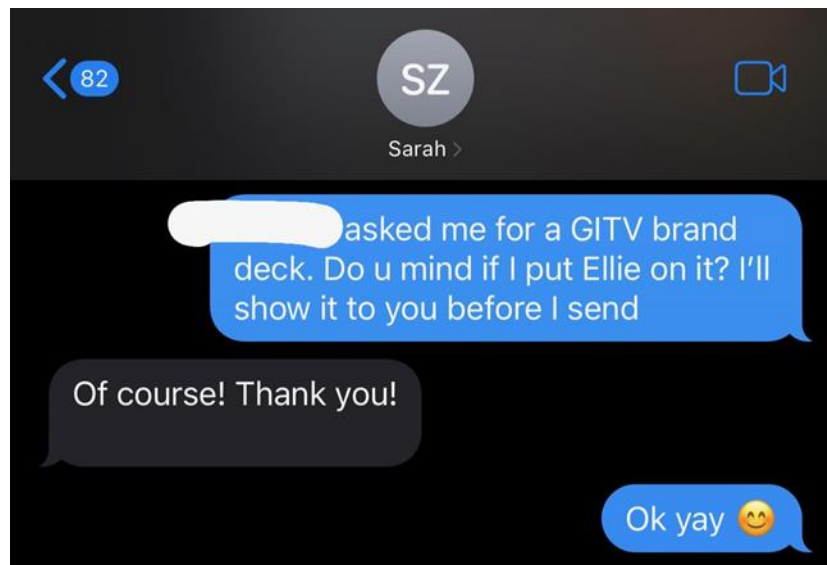 82
SZ
Sarah
asked me for a GITV brand
deck. Do u mind if I put Ellie on it? I'll
show it to you before I send
Of course! Thank you!
Ok yay 😊